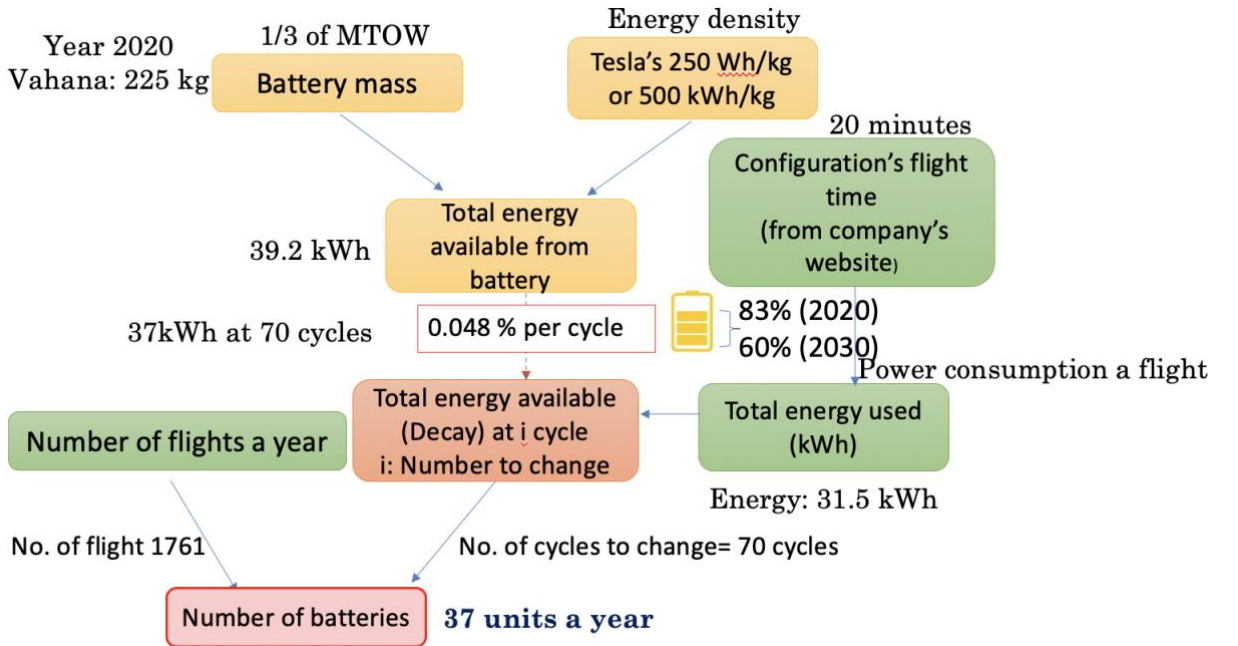 Year 2020
Vahana: 225 kg
1/3 of MTOW
Battery mass
Energy density
Tesla's 250 Wh/kg
or 500 kWh/kg
20 minutes
Configuration's flight
time
(from company's
website)
Total energy
available from
battery
39.2 kWh
37kWh at 70 cycles
0.048 % per cycle
83% (2020)
60% (2030)
Power consumption a flight
Total energy available
(Decay) at i cycle
i: Number to change
Total energy used
(kWh)
Energy: 31.5 kWh
Number of flights a year
No. of flight 1761
No. of cycles to change= 70 cycles
Number of batteries
37 units a year